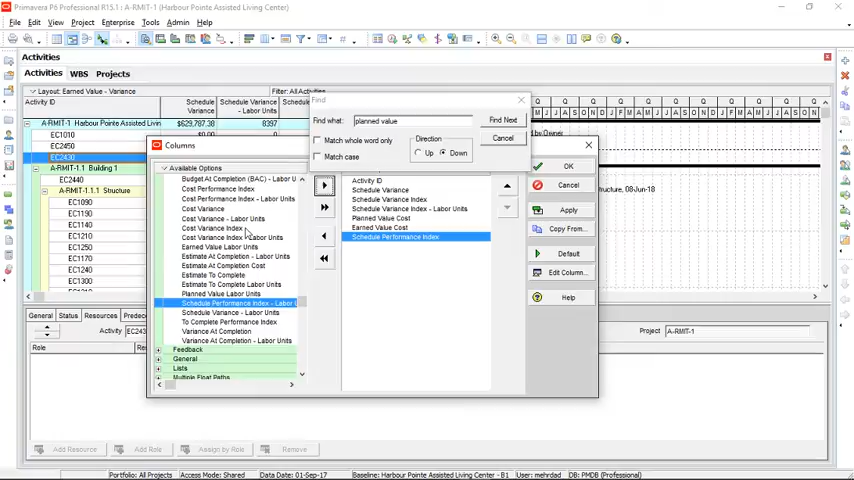 Primavera P6 Professional R15.1 : A-RMIT-1 (Harbour Pointe Assisted Living Center)
File Edit View Project Enterprise Tools Admin Help
Activities
Activities WBS Projects
Layout: Earned Value - Variance Filter: All Activities
Activity ID Schedule Variance Schedule Variance - Labor Units
A-RMIT-1 Harbour Pointe Assisted Livin $629,787.38 8397
EC1010 $0.00
EC2450
EC2430
A-RMIT-1.1 Building 1
EC2440
A-RMIT-1.1.1 Structure
EC1090
EC1190
EC1140
EC1210
EC1250
EC1170
EC1240
EC1300
ructure, 08-Jun-18
Find
Find what: planned value Find Next
Match whole word only
Match case
Direction
Up Down
Cancel
Columns
Available Options
Budget At Completion (BAC) - Labor U
Cost Performance Index
Cost Performance Index - Labor Units
Cost Variance
Cost Variance - Labor Units
Cost Variance Index
Cost Variance Index - Labor Units
Earned Value Labor Units
Estimate At Completion - Labor Units
Estimate At Completion Cost
Estimate To Complete
Estimate To Complete Labor Units
Planned Value Labor Units
Schedule Performance Index - Labor U
Schedule Variance - Labor Units
To Complete Performance Index
Variance At Completion
Variance At Completion - Labor Units
Feedback
General
Lists
Multiple Float Paths
Activity ID
Schedule Variance
Schedule Variance Index
Schedule Variance Index - Labor Units
Planned Value Cost
Earned Value Cost
Schedule Performance Index
OK
Cancel
Apply
Copy From...
Default
Edit Column...
Help
General Status Resources Predec
Activity EC243 Project A-RMIT-1
Role
Add Resource Add Role Assign by Role Remove
Portfolio: All Projects Access Mode: Shared Data Date: 01-Sep-17 Baseline: Harbour Pointe Assisted Living Center - B1 User: mehrdad DB: PMDB (Professional)